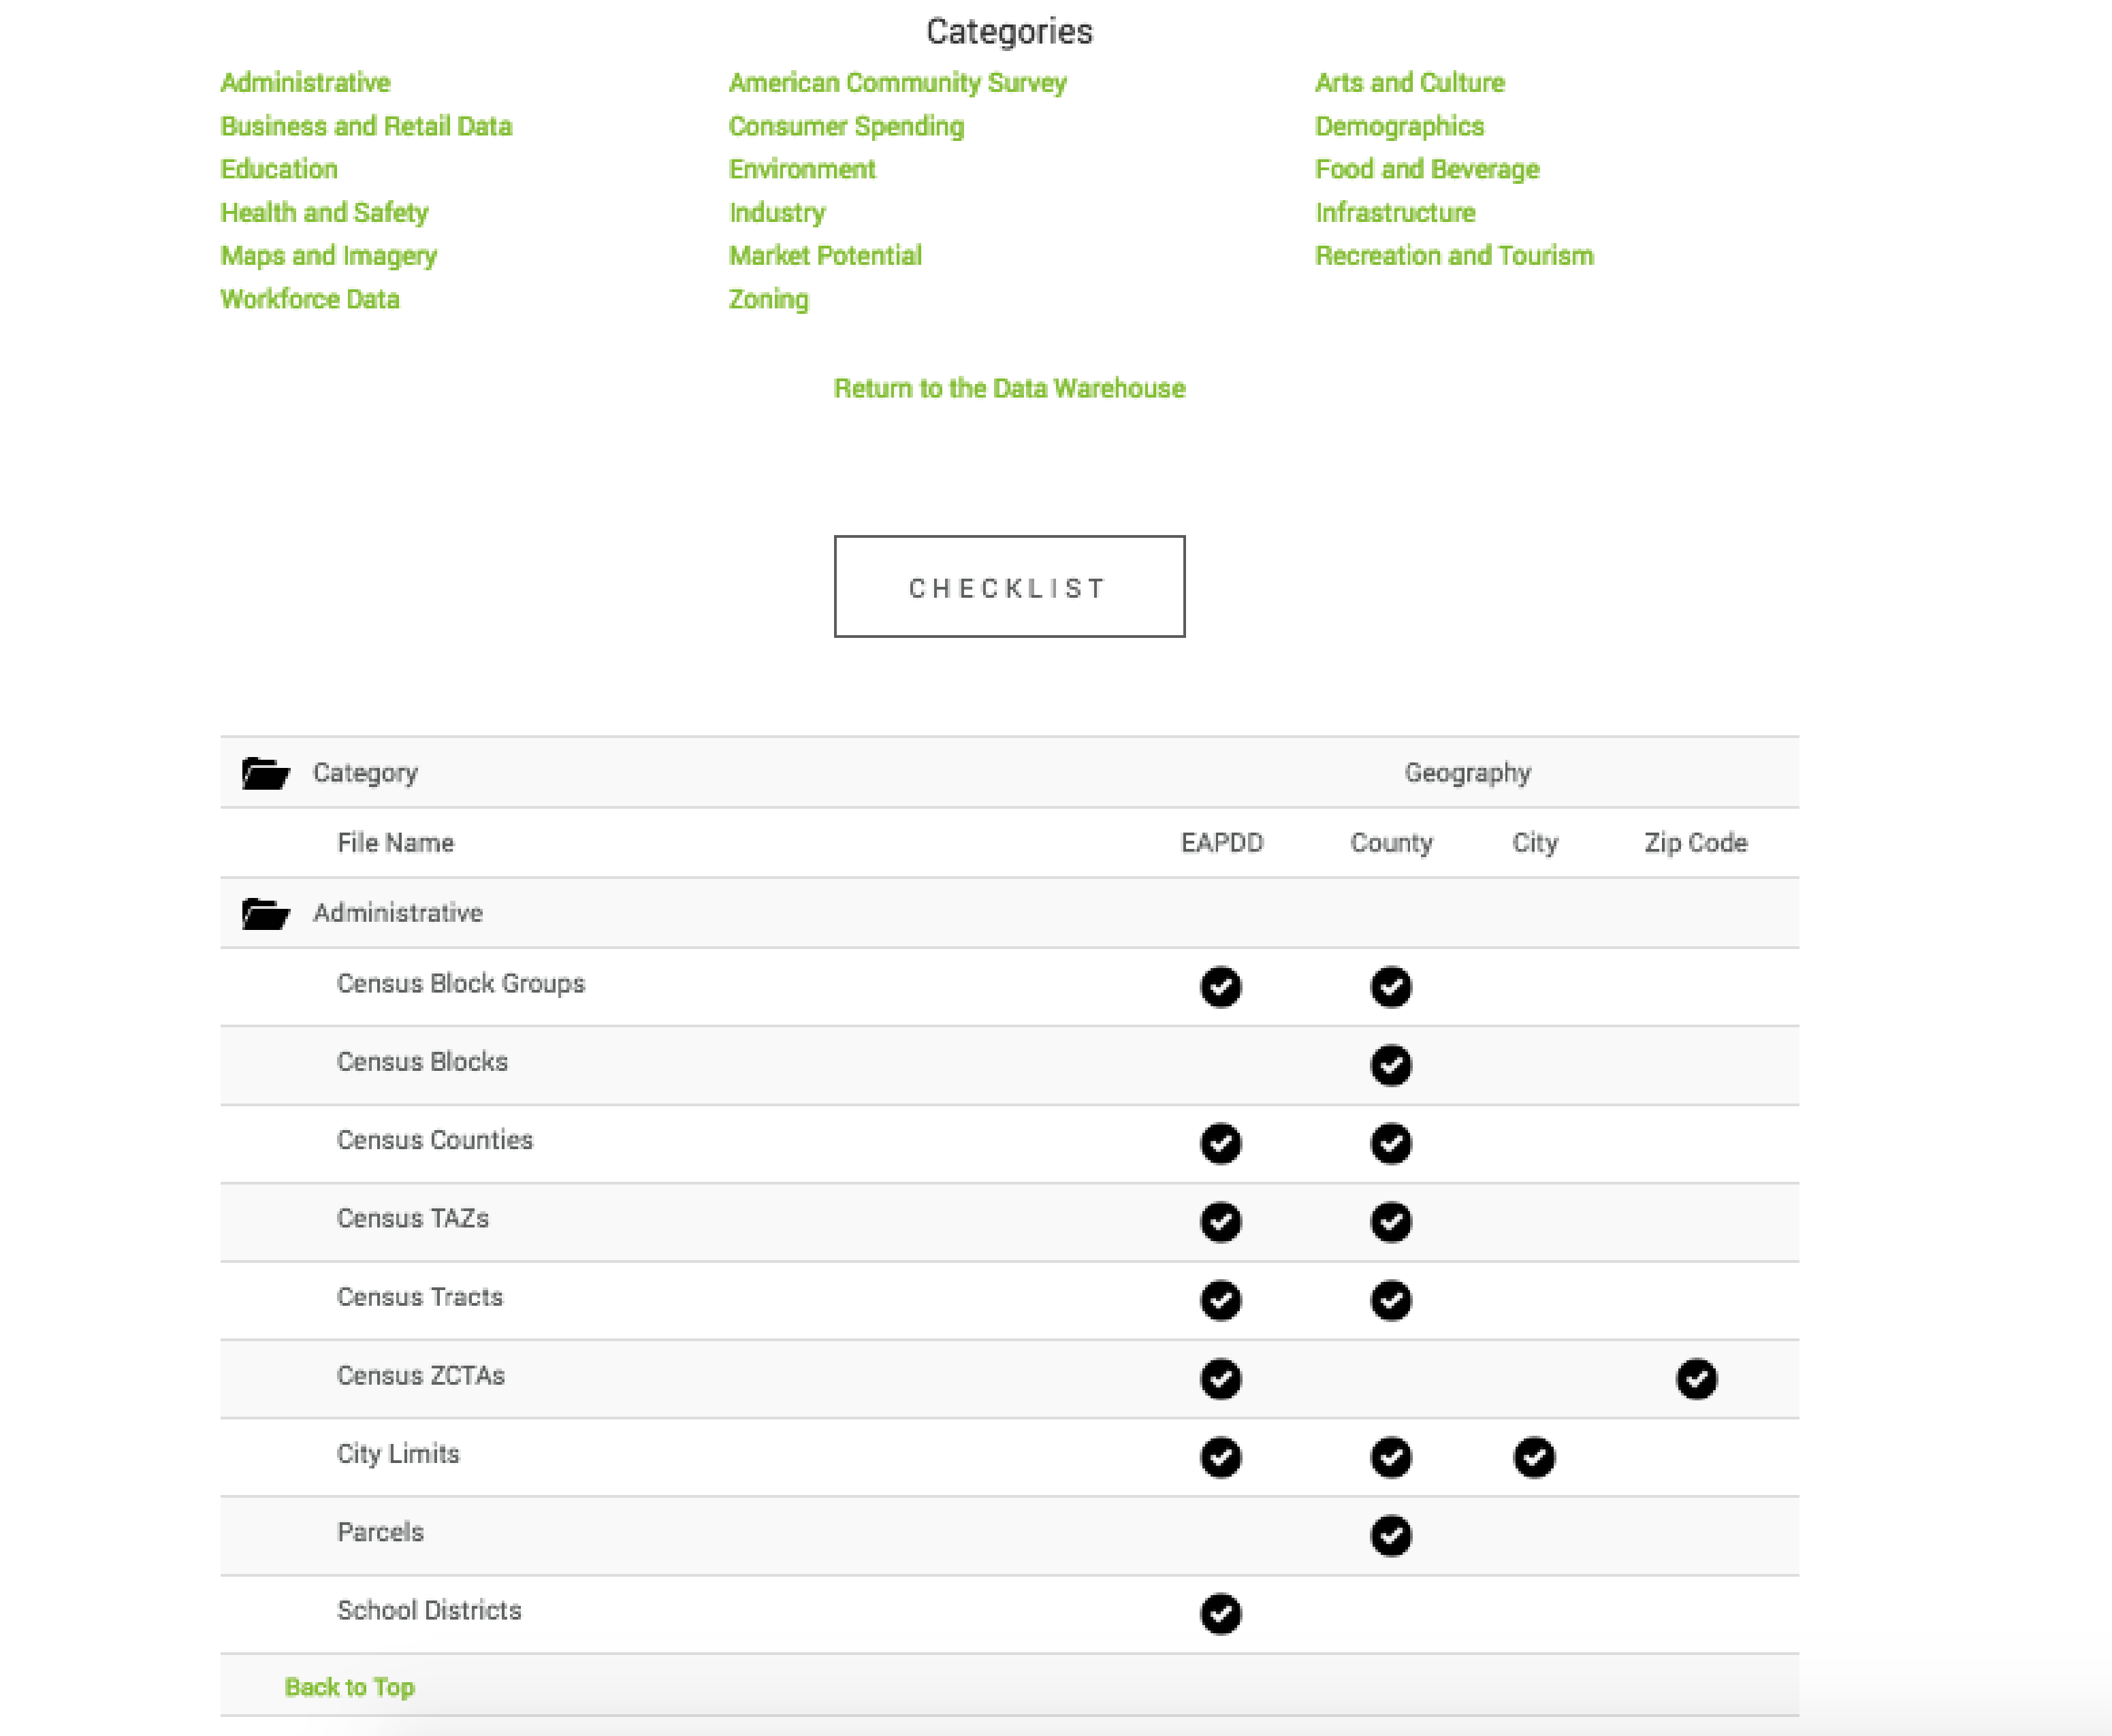 Categories
Administrative American Community Survey Arts and Culture
Business and Retail Data Consumer Spending Demographics
Education Environment Food and Beverage
Health and Safety Industry Infrastructure
Maps and Imagery Market Potential Recreation and Tourism
Workforce Data Zoning
Return to the Data Warehouse
CHECKLIST
Category Geography
File Name EAPDD County City Zip Code
Administrative
Census Block Groups
Census Blocks
Census Counties
Census TAZs
Census Tracts
Census ZCTAs
City Limits
Parcels
School Districts
Back to Top